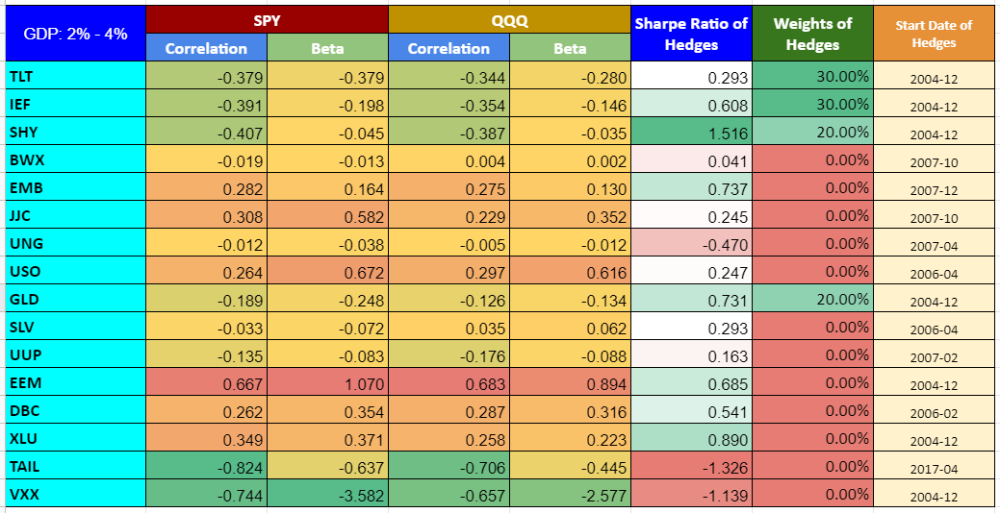 GDP: 2% - 4% SPY QQQ Sharpe Ratio of Hedges Weights of Hedges Start Date of Hedges
Correlation Beta Correlation Beta
TLT -0.379 -0.379 -0.344 -0.280 0.293 30.00% 2004-12
IEF -0.391 -0.198 -0.354 -0.146 0.608 30.00% 2004-12
SHY -0.407 -0.045 -0.387 -0.035 1.516 20.00% 2004-12
BWX -0.019 -0.013 0.004 0.002 0.041 0.00% 2007-10
EMB 0.282 0.164 0.275 0.130 0.737 0.00% 2007-12
JJC 0.308 0.582 0.229 0.352 0.245 0.00% 2007-10
UNG -0.012 -0.038 -0.005 -0.012 -0.470 0.00% 2007-04
USO 0.264 0.672 0.297 0.616 0.247 0.00% 2006-04
GLD -0.189 -0.248 -0.126 -0.134 0.731 20.00% 2004-12
SLV -0.033 -0.072 0.035 0.062 0.293 0.00% 2006-04
UUP -0.135 -0.083 -0.176 -0.088 0.163 0.00% 2007-02
EEM 0.667 1.070 0.683 0.894 0.685 0.00% 2004-12
DBC 0.262 0.354 0.287 0.316 0.541 0.00% 2006-02
XLU 0.349 0.371 0.258 0.223 0.890 0.00% 2004-12
TAIL -0.824 -0.637 -0.706 -0.445 -1.326 0.00% 2017-04
VXX -0.744 -3.582 -0.657 -2.577 -1.139 0.00% 2004-12